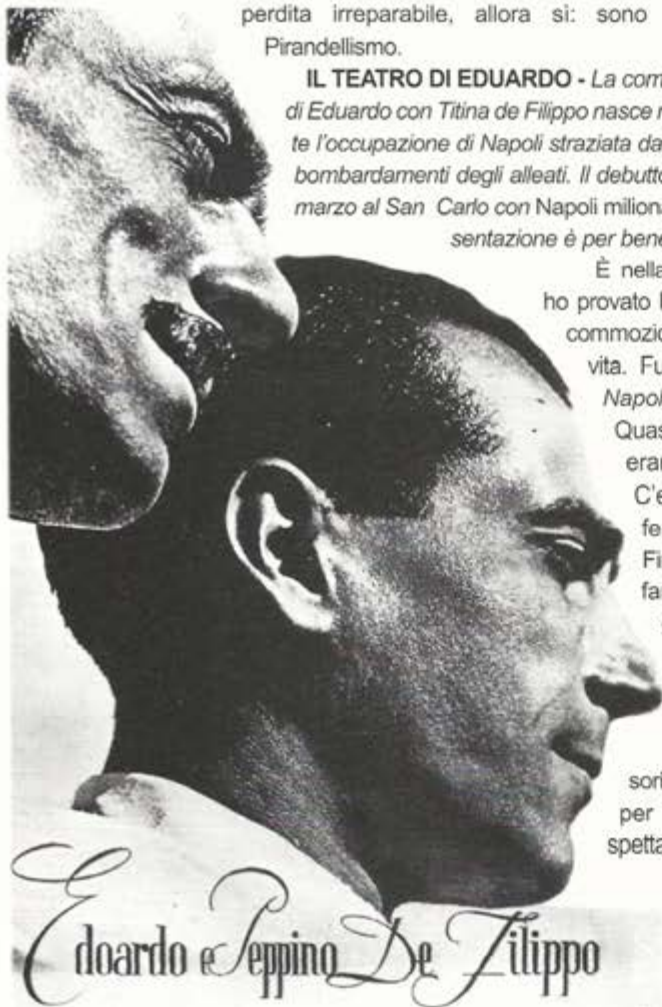 perdita irreparabile, allora sì: sono
Pirandellismo.
IL TEATRO DI EDUARDO - La com
di Eduardo con Titina de Filippo nasce n
te l'occupazione di Napoli straziata da
bombardamenti degli alleati. Il debutto
marzo al San Carlo con Napoli milion
sentazione è per bene
È nella
ho provato l
commozio
vita. Fu
Napol
Quas
eran
C'e
fe
Fi
fa
sori
per
spetta
Edoardo e Peppino De Filippo